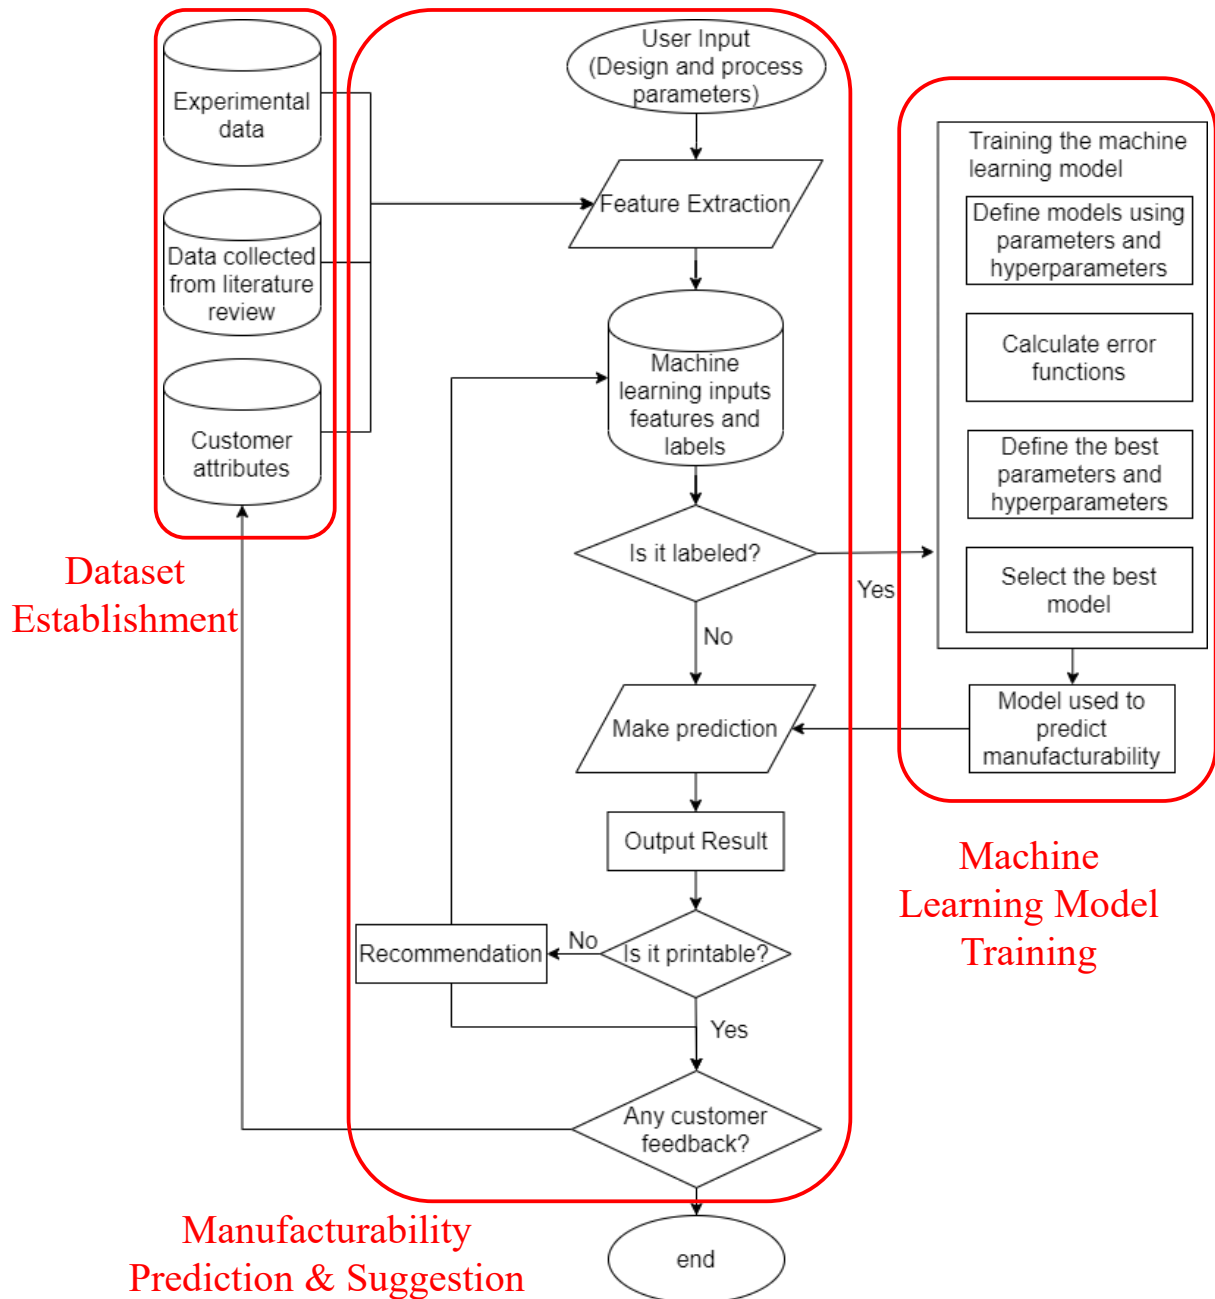 Experimental
data
Data collected
from literature
review
Customer
attributes
Dataset
Establishment
User Input
(Design and process
parameters)
Feature Extraction
Machine
learning inputs
features and
labels
Is it labeled?
Yes
No
Make prediction
Output Result
Is it printable?
No
Recommendation
Yes
Any customer
feedback?
end
Manufacturability
Prediction & Suggestion
Training the machine
learning model
Define models using
parameters and
hyperparameters
Calculate error
functions
Define the best
parameters and
hyperparameters
Select the best
model
Model used to
predict
manufacturability
Machine
Learning Model
Training